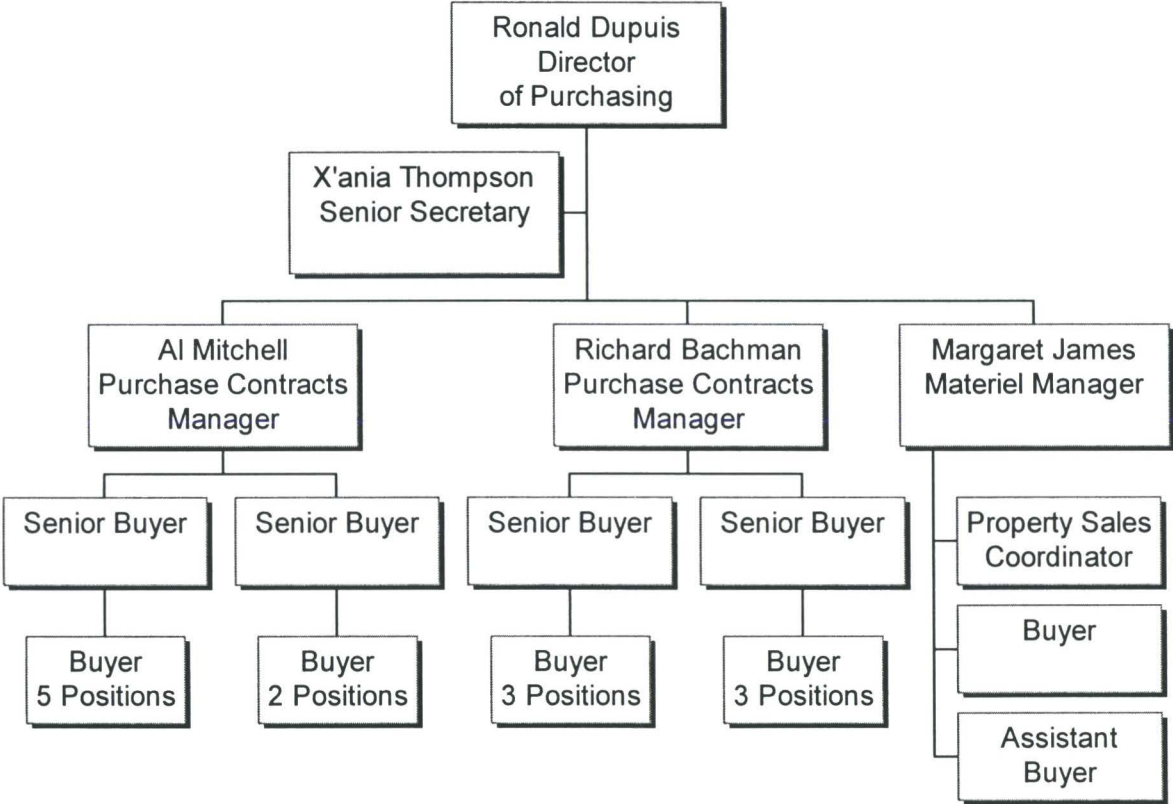 Ronald Dupuis
Director
of Purchasing
X'ania Thompson
Senior Secretary
Al Mitchell
Purchase Contracts
Manager
Richard Bachman
Purchase Contracts
Manager
Margaret James
Materiel Manager
Senior Buyer
Senior Buyer
Senior Buyer
Senior Buyer
Property Sales
Coordinator
Buyer
5 Positions
Buyer
2 Positions
Buyer
3 Positions
Buyer
3 Positions
Buyer
Assistant
Buyer